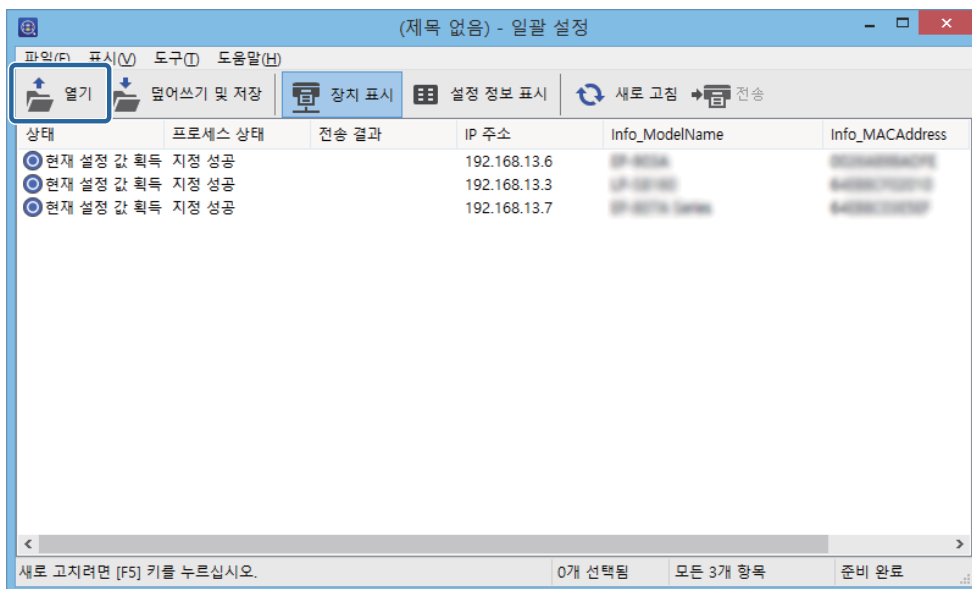 (제목 없음) - 일괄 설정
파일(F) 표시(V) 도구(T) 도움말(H)
열기 덮어쓰기 및 저장 장치 표시 설정 정보 표시 새로 고침 전송
상태 프로세스 상태 전송 결과 IP 주소 Info_ModelName Info_MACAddress
현재 설정 값 획득 지정 성공 192.168.13.6
현재 설정 값 획득 지정 성공 192.168.13.3
현재 설정 값 획득 지정 성공 192.168.13.7
새로 고치려면 [F5] 키를 누르십시오. 0개 선택됨 모든 3개 항목 준비 완료